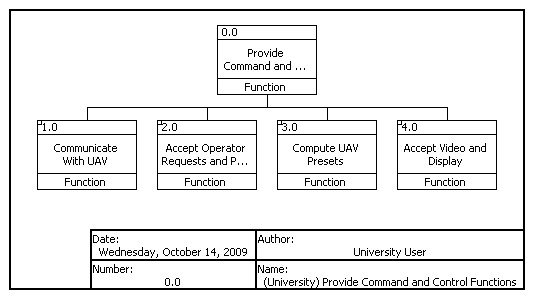 0.0
Provide
Command and ...
Function
1.0
Communicate
With UAV
Function
2.0
Accept Operator
Requests and P...
Function
3.0
Compute UAV
Presets
Function
4.0
Accept Video and
Display
Function
Date:
Wednesday, October 14, 2009
Author:
University User
Number:
0.0
Name:
(University) Provide Command and Control Functions